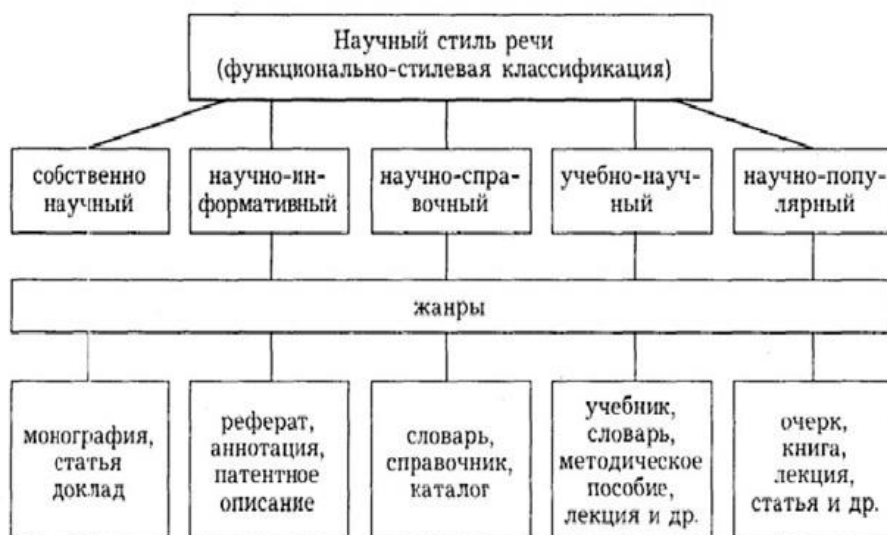 Научный стиль речи
(функционально-стилевая классификация)
собственно
научный
научно-ин-
формативный
научно-спра-
вочный
учебно-науч-
ный
научно-попу-
лярный
жанры
монография,
статья
доклад
реферат,
аннотация,
патентное
описание
словарь,
справочник,
каталог
учебник,
словарь,
методическое
пособие,
лекция и др.
очерк,
книга,
лекция,
статья и др.